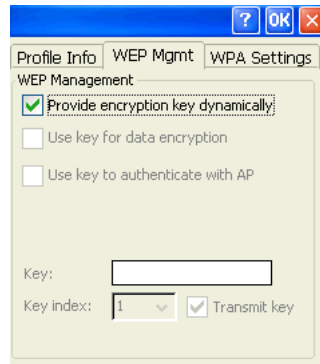 ? OK ×
Profile Info WEP Mgmt WPA Settings
WEP Management
Provide encryption key dynamically
Use key for data encryption
Use key to authenticate with AP
Key:
Key index: 1 Transmit key